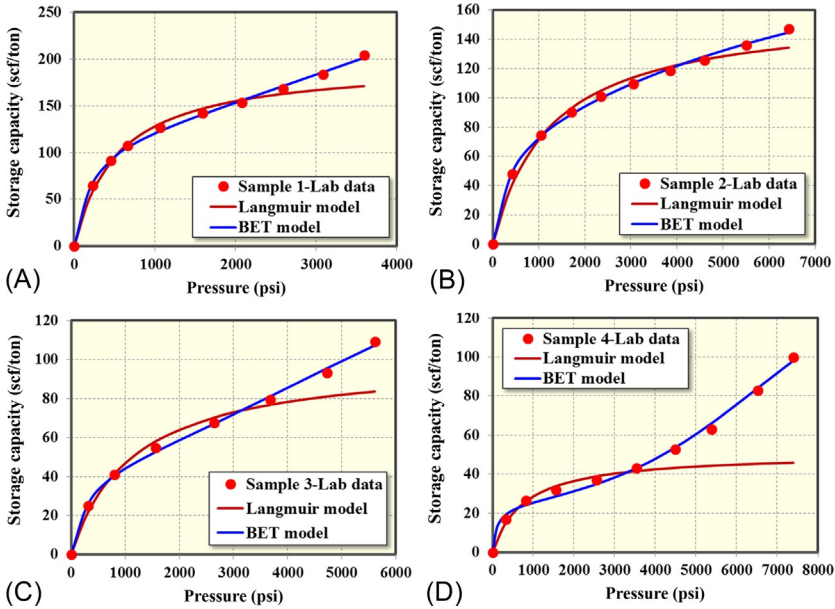 250
200
150
100
50
0
Storage capacity (scf/ton)
Sample 1-Lab data
Langmuir model
BET model
0 1000 2000 3000 4000
Pressure (psi)
(A)
160
140
120
100
80
60
40
20
0
Storage capacity (scf/ton)
Sample 2-Lab data
Langmuir model
BET model
0 1000 2000 3000 4000 5000 6000 7000
Pressure (psi)
(B)
120
100
80
60
40
20
0
Storage capacity (scf/ton)
Sample 3-Lab data
Langmuir model
BET model
0 1000 2000 3000 4000 5000 6000
Pressure (psi)
(C)
120
100
80
60
40
20
0
Storage capacity (scf/ton)
Sample 4-Lab data
Langmuir model
BET model
0 1000 2000 3000 4000 5000 6000 7000 8000
Pressure (psi)
(D)